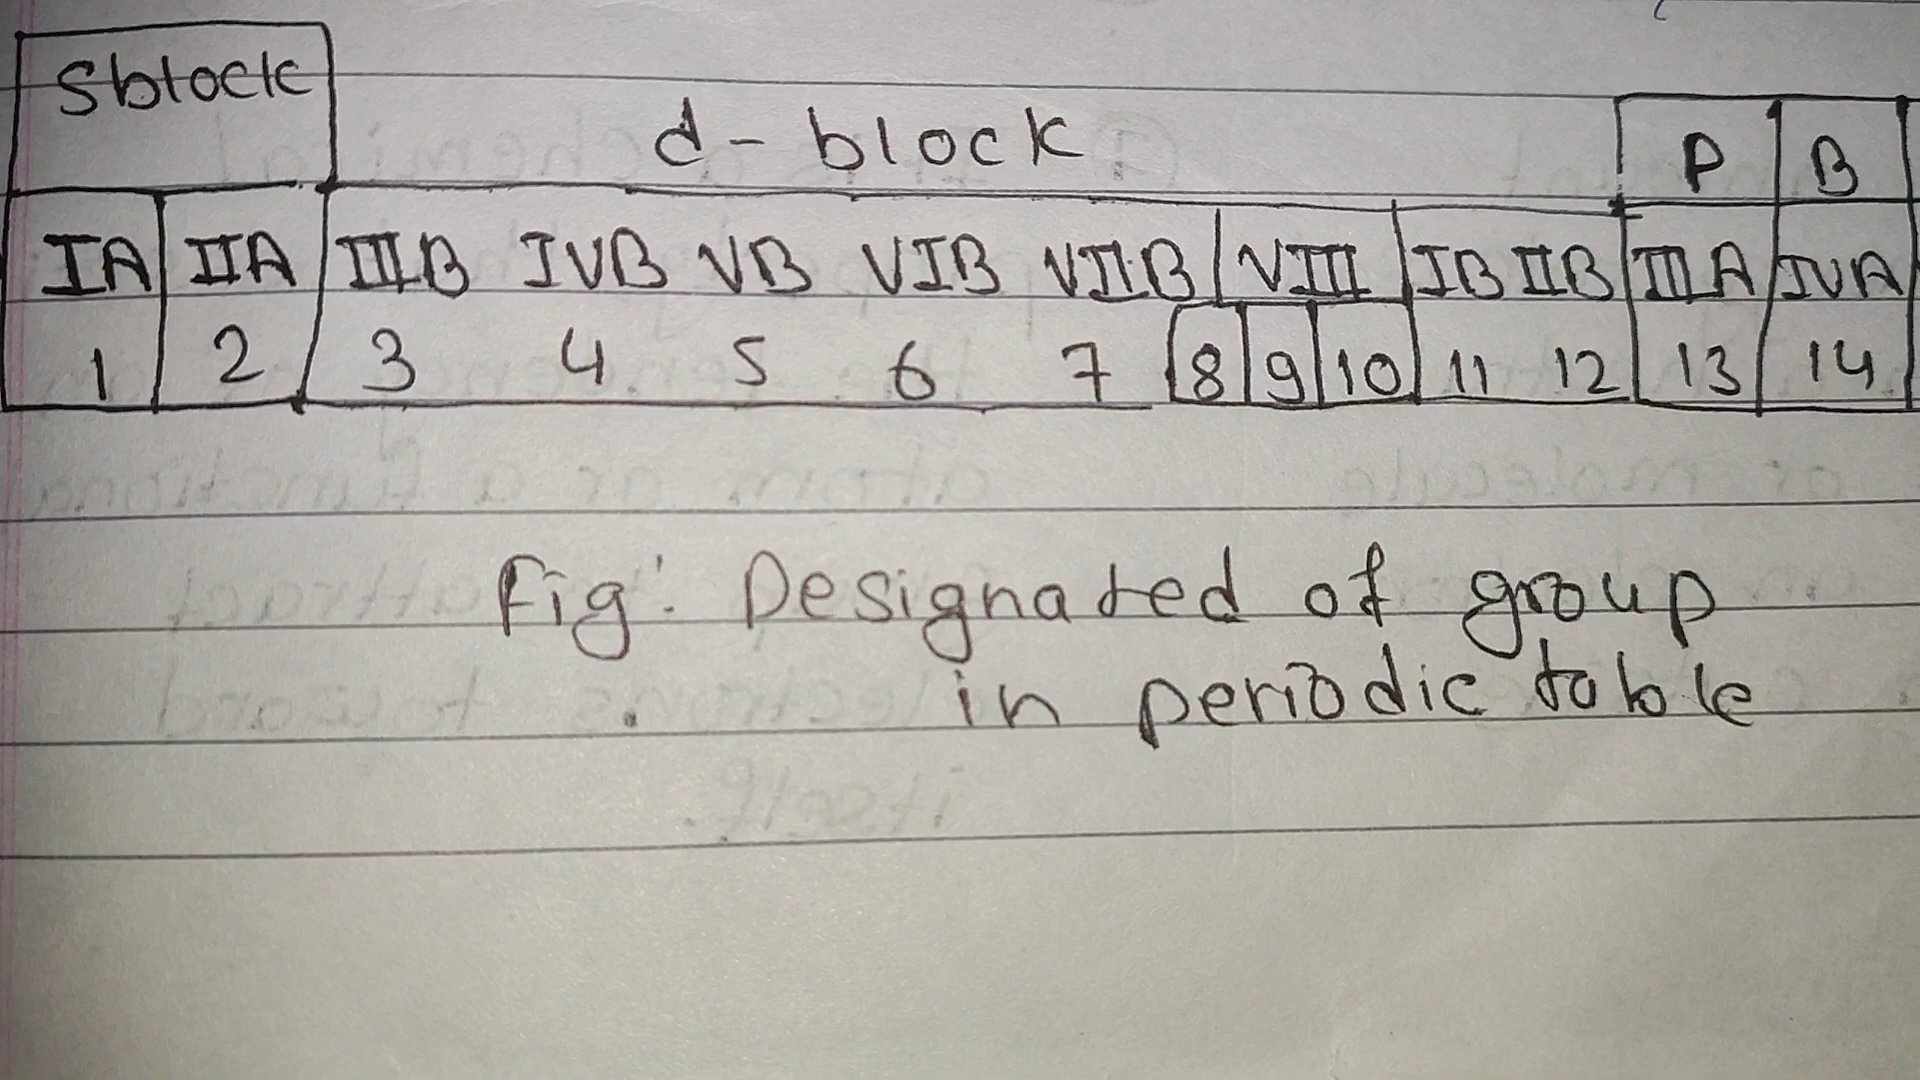 Sblock
d-block
P B
IA IIA IIIB IVB VB VIB VIIB VIII IB IIB IIIA IVA
1 2 3 4 5 6 7 8 9 10 11 12 13 14
Fig: Designated of group
in periodic table